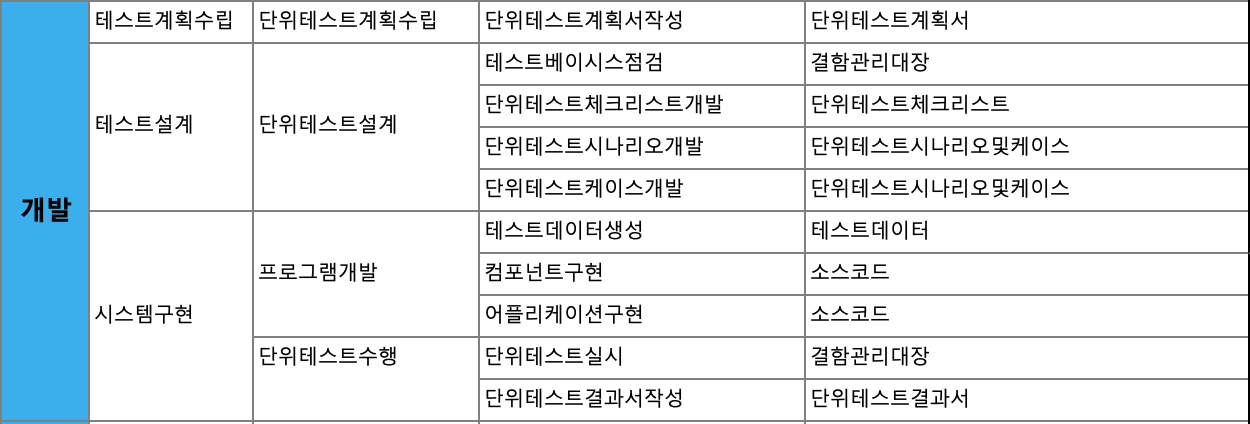 테스트계획수립 단위테스트계획수립 단위테스트계획서작성 단위테스트계획서
테스트베이시스점검 결함관리대장
단위테스트체크리스트개발 단위테스트체크리스트
테스트설계 단위테스트설계
단위테스트시나리오개발 단위테스트시나리오및케이스
단위테스트케이스개발 단위테스트시나리오및케이스
개발
테스트데이터생성 테스트데이터
프로그램개발 컴포넌트구현 소스코드
시스템구현 어플리케이션구현 소스코드
단위테스트수행 단위테스트실시 결함관리대장
단위테스트결과서작성 단위테스트결과서